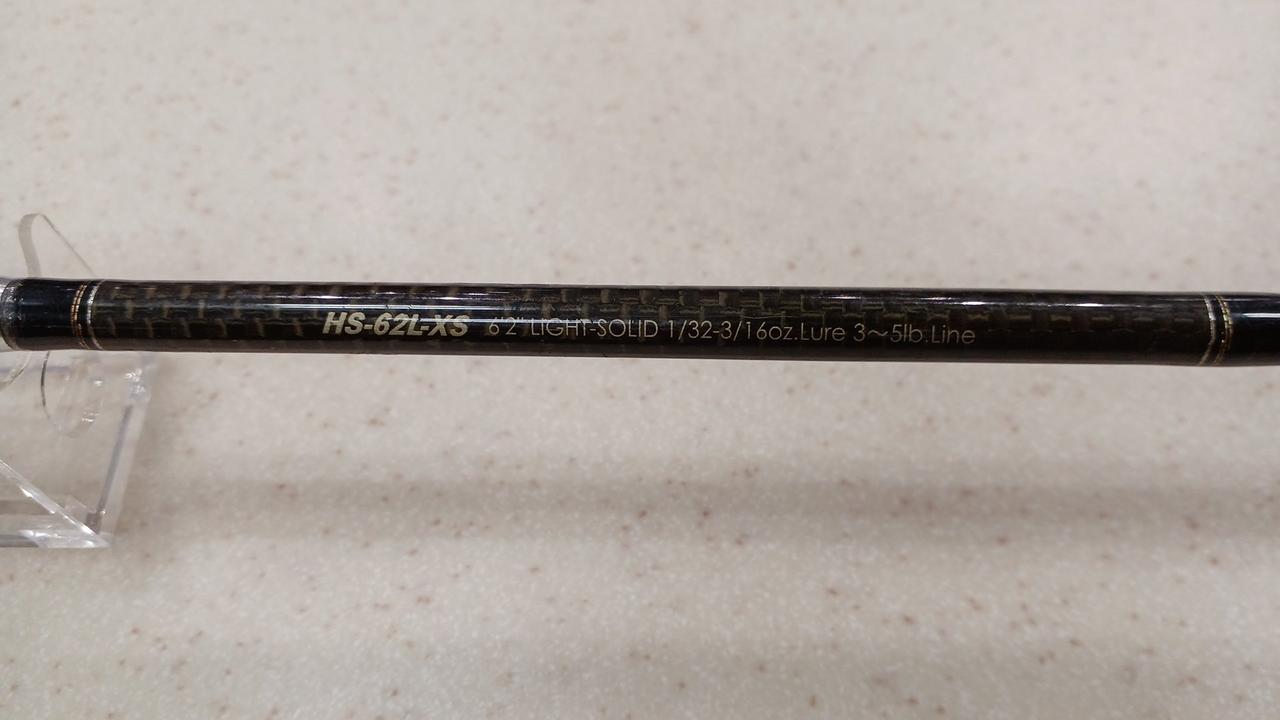 HS-62L-XS 6'2" LIGHT-SOLID 1/32-3/16oz.Lure 3～5lb.Line